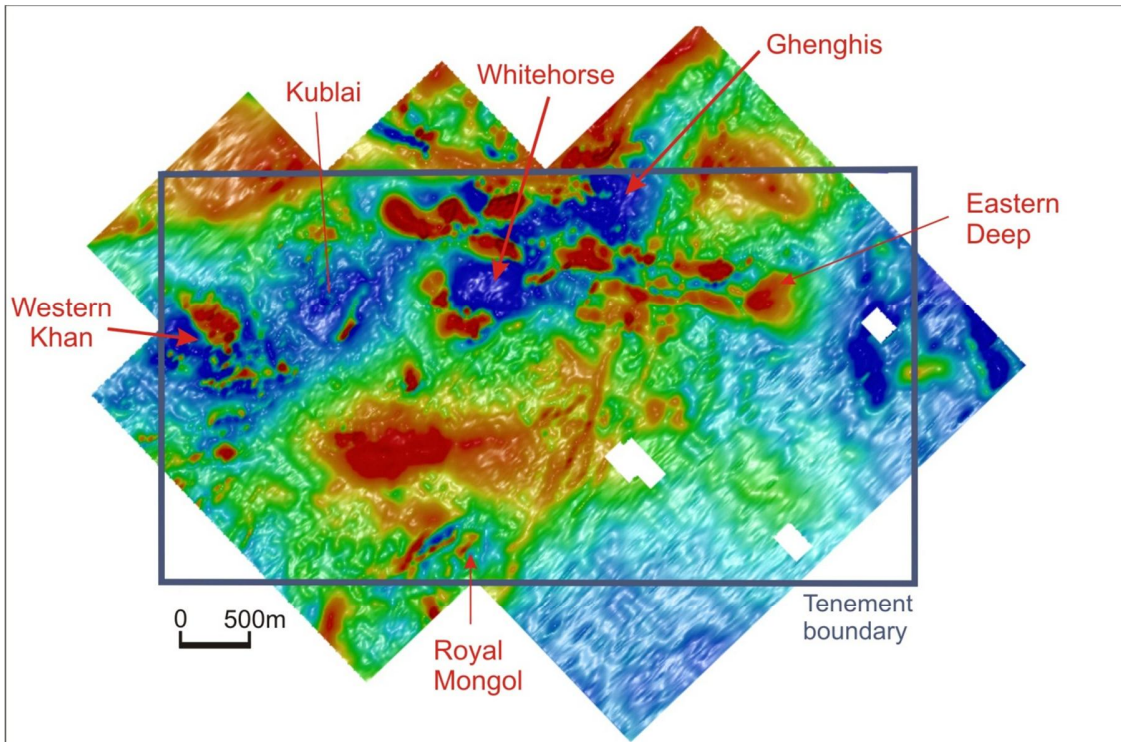 Ghenghis
Whitehorse
Kublai
Eastern
Deep
Western
Khan
0 500m
Tenement
boundary
Royal
Mongol